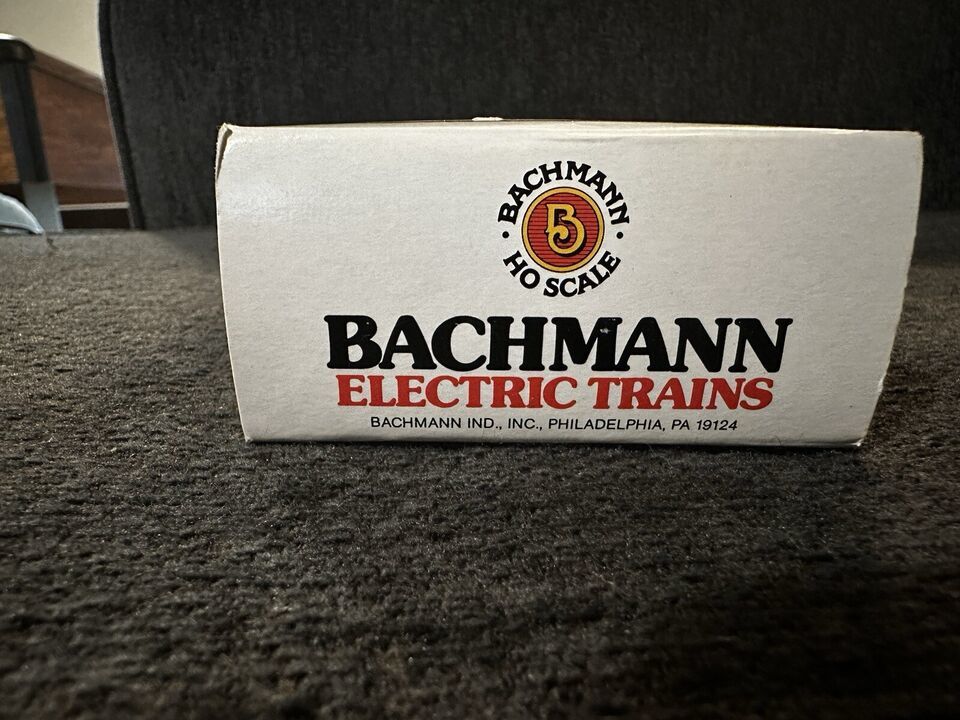 BACHMANN
B
HO SCALE
BACHMANN
ELECTRIC TRAINS
BACHMANN IND., INC., PHILADELPHIA, PA 19124